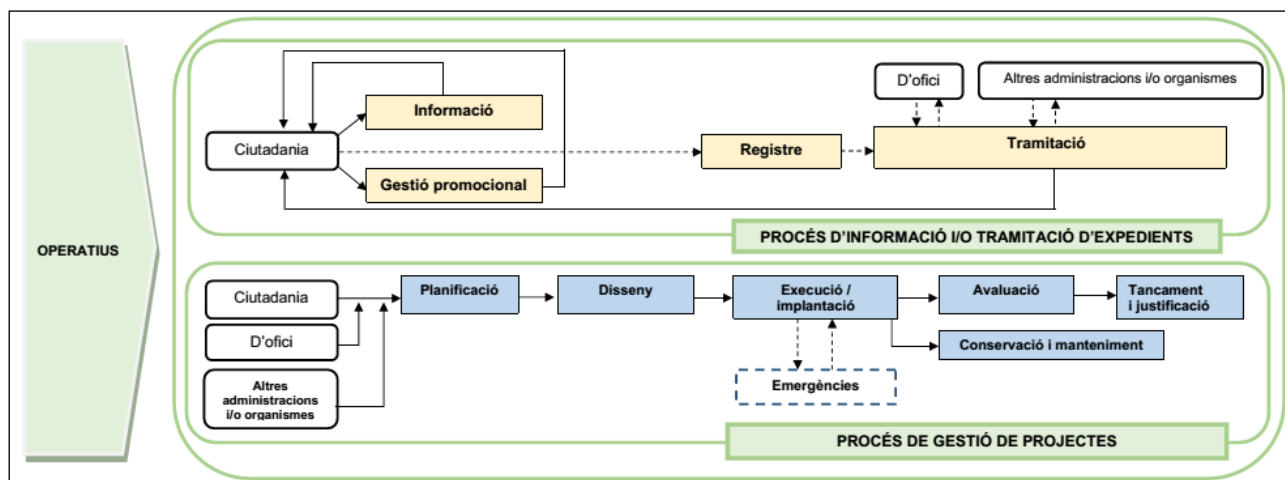 OPERATIUS
D'ofici
Altres administracions i/o organismes
Informació
Ciutadania
Registre
Tramitació
Gestió promocional
PROCÉS D'INFORMACIÓ I/O TRAMITACIÓ D'EXPEDIENTS
Ciutadania
Planificació
Disseny
Execució /
implantació
Avaluació
Tancament
i justificació
D'ofici
Conservació i manteniment
Altres
administracions
i/o organismes
Emergències
PROCÉS DE GESTIÓ DE PROJECTES